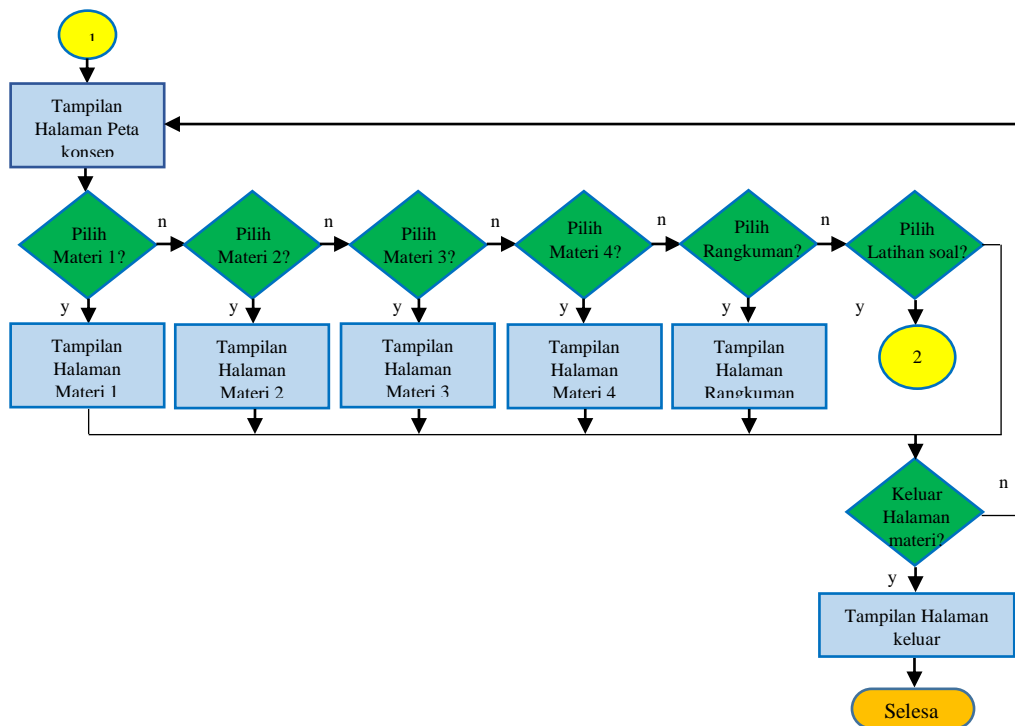 1
Tampilan
Halaman Peta
konsep
n
n
n
n
n
Pilih
Materi 1?
Pilih
Materi 2?
Pilih
Materi 3?
Pilih
Materi 4?
Pilih
Rangkuman?
Pilih
Latihan soal?
y
y
y
y
y
y
Tampilan
Halaman
Materi 1
Tampilan
Halaman
Materi 2
Tampilan
Halaman
Materi 3
Tampilan
Halaman
Materi 4
Tampilan
Halaman
Rangkuman
2
Keluar
Halaman
materi?
n
y
Tampilan Halaman
keluar
Selesa